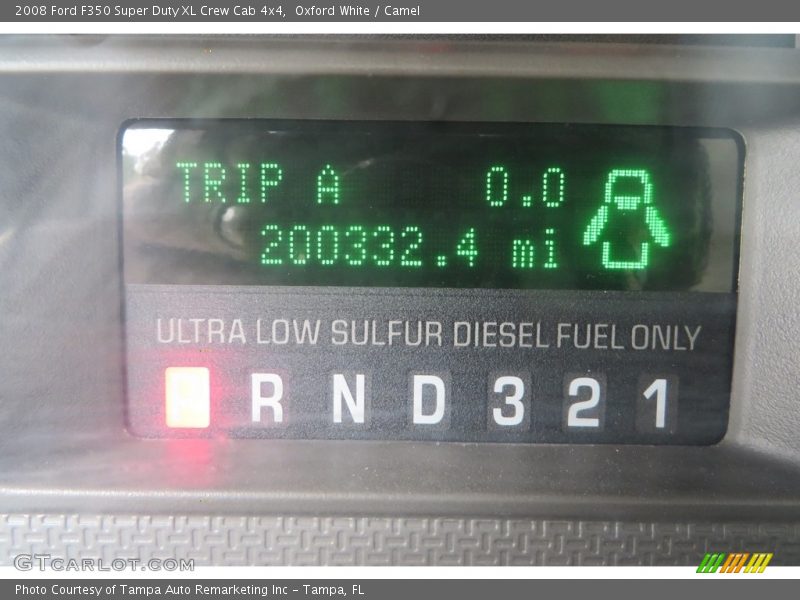 2008 Ford F350 Super Duty XL Crew Cab 4x4,  Oxford White / Camel
TRIP A 0.0
200332.4 mi
ULTRA LOW SULFUR DIESEL FUEL ONLY
P R N D 3 2 1
GTCARLOT.COM
Photo Courtesy of Tampa Auto Remarketing Inc - Tampa, FL